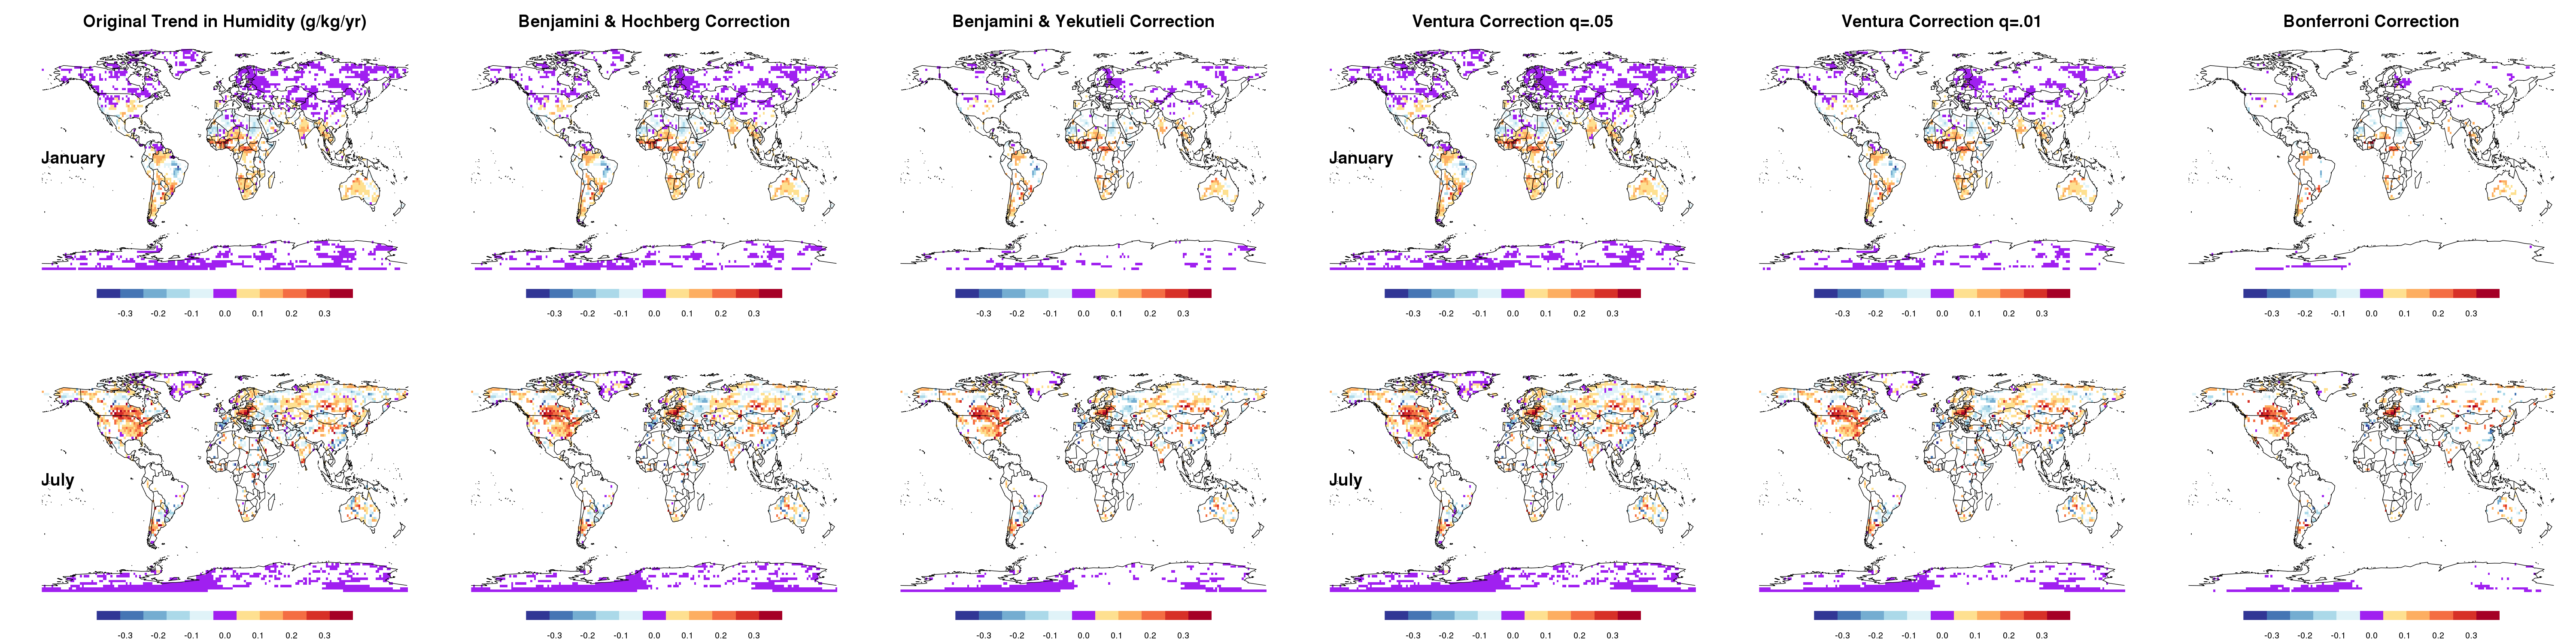 Original Trend in Humidity (g/kg/yr)
Benjamini & Hochberg Correction
Benjamini & Yekutieli Correction
Ventura Correction q=.05
Ventura Correction q=.01
Bonferroni Correction
January
January
-0.3 -0.2 -0.1 0.0 0.1 0.2 0.3
-0.3 -0.2 -0.1 0.0 0.1 0.2 0.3
-0.3 -0.2 -0.1 0.0 0.1 0.2 0.3
-0.3 -0.2 -0.1 0.0 0.1 0.2 0.3
-0.3 -0.2 -0.1 0.0 0.1 0.2 0.3
-0.3 -0.2 -0.1 0.0 0.1 0.2 0.3
July
July
-0.3 -0.2 -0.1 0.0 0.1 0.2 0.3
-0.3 -0.2 -0.1 0.0 0.1 0.2 0.3
-0.3 -0.2 -0.1 0.0 0.1 0.2 0.3
-0.3 -0.2 -0.1 0.0 0.1 0.2 0.3
-0.3 -0.2 -0.1 0.0 0.1 0.2 0.3
-0.3 -0.2 -0.1 0.0 0.1 0.2 0.3